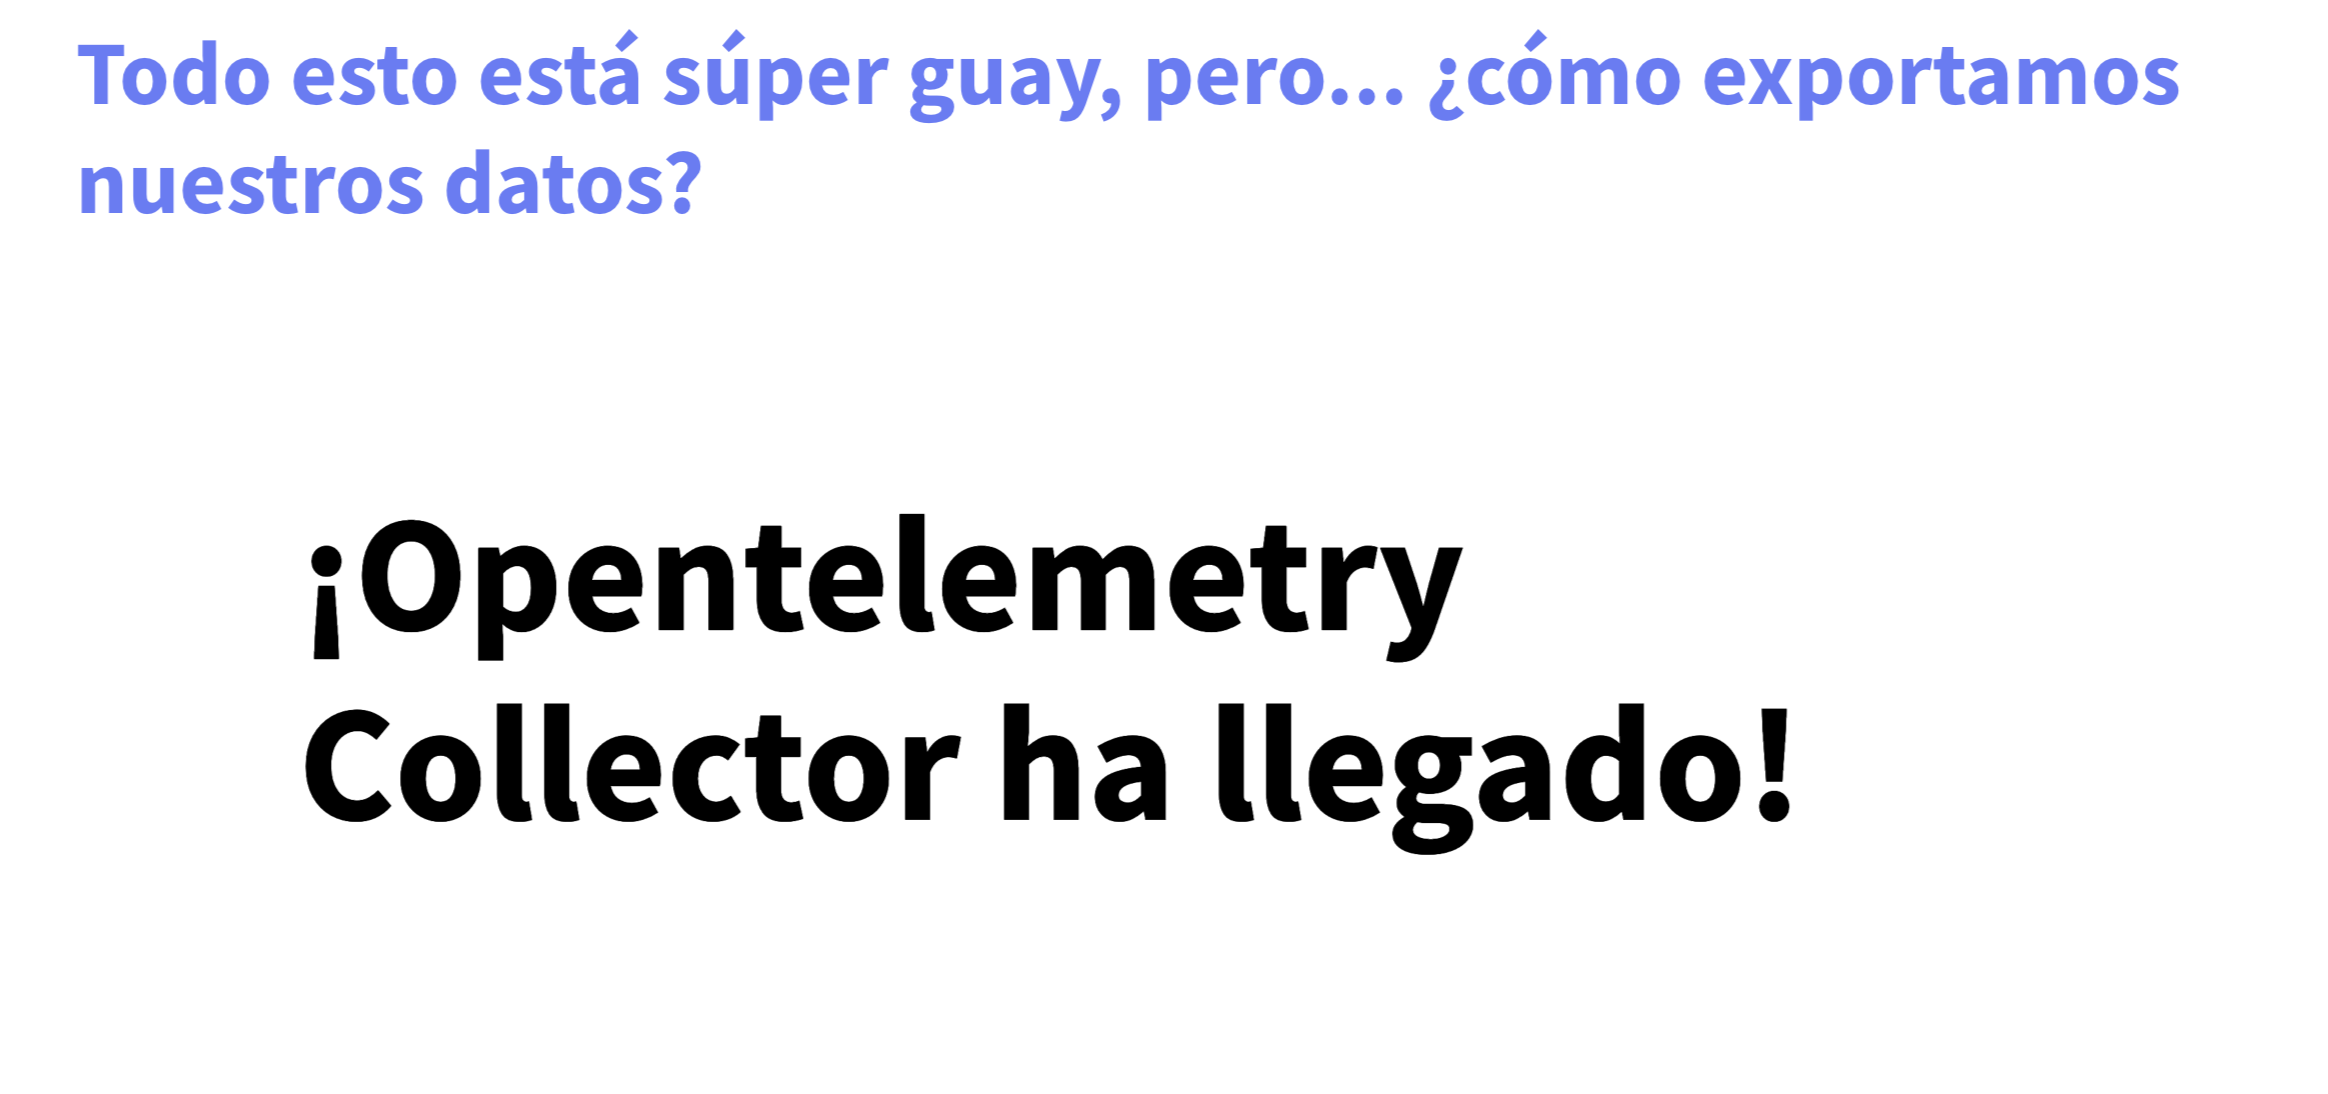 Todo esto está súper guay, pero... ¿cómo exportamos
nuestros datos?
¡Opentelemetry
Collector ha llegado!